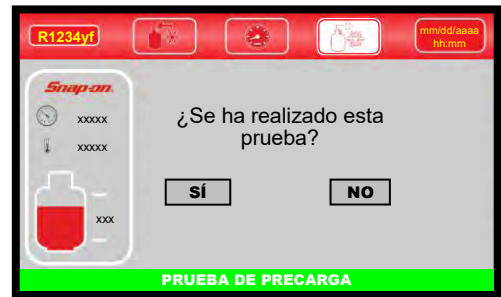 R1234yf
mm/dd/aaaa
hh:mm
Snap-on
xxxxx
xxxxx
xxx
¿Se ha realizado esta
prueba?
SÍ
NO
PRUEBA DE PRECARGA